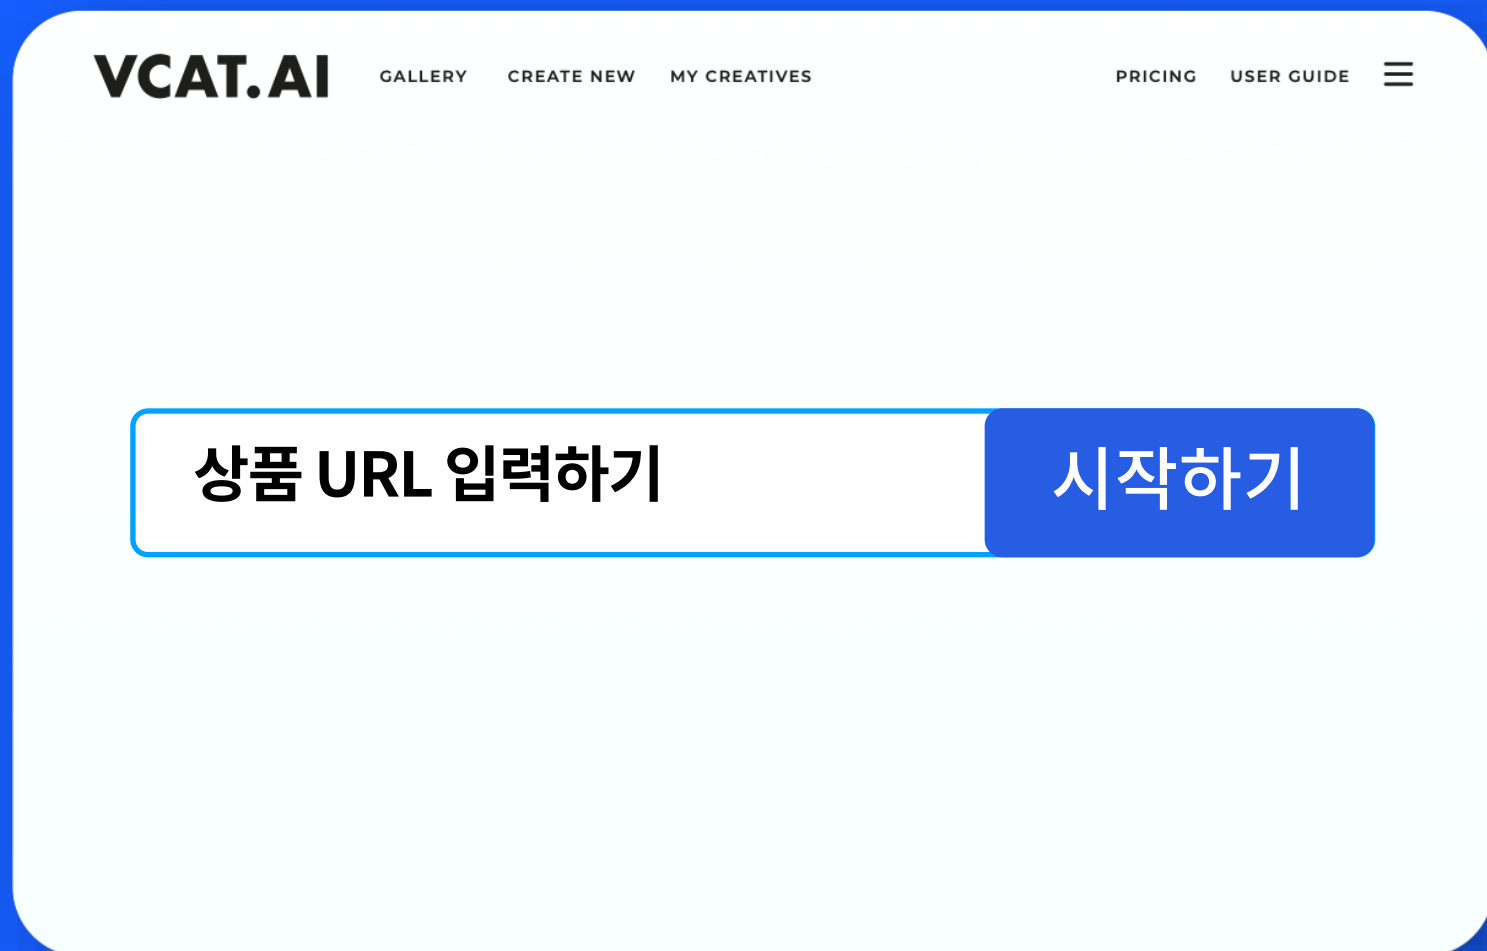 VCAT.AI GALLERY CREATE NEW MY CREATIVES PRICING USER GUIDE
상품 URL 입력하기 시작하기